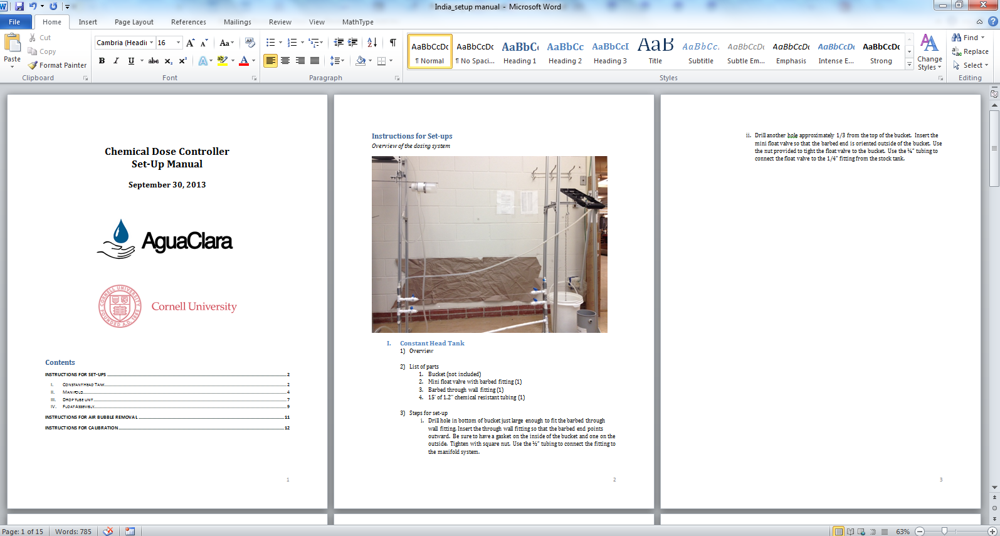 India_setup manual - Microsoft Word
File Home Insert Page Layout References Mailings Review View MathType
Paste
Cut
Copy
Format Painter
Clipboard
Cambria (Headi 16
Font
Paragraph
AaBbCcDc AaBbCcDc AaBbC AaBbCc AaBbCcI AaB AaBbCc. AaBbCcDc AaBbCcDc AaBbCcDc AaBbCcDc
¶ Normal ¶ No Spaci... Heading 1 Heading 2 Heading 3 Title Subtitle Subtle Em... Emphasis Intense E... Strong
Styles
Change
Styles
Find
Replace
Select
Editing
Chemical Dose Controller
Set-Up Manual
September 30, 2013
AguaClara
CORNELL UNIVERSITY
FOUNDED A.D. 1865
Cornell University
Contents
INSTRUCTIONS FOR SET-UPS 2
I. CONSTANT HEAD TANK 2
II. MANIFOLD 4
III. DROP TUBE UNIT 7
IV. FLOAT ASSEMBLY 9
INSTRUCTIONS FOR AIR BUBBLE REMOVAL 11
INSTRUCTIONS FOR CALIBRATION 12
1
Instructions for Set-ups
Overview of the dosing system
I. Constant Head Tank
1) Overview
2) List of parts
1. Bucket (not included)
2. Mini float valve with barbed fitting (1)
3. Barbed through wall fitting (1)
4. 15' of 1.2" chemical resistant tubing (1)
3) Steps for set-up
i. Drill hole in bottom of bucket just large enough to fit the barbed through
wall fitting. Insert the through wall fitting so that the barbed end points
outward. Be sure to have a gasket on the inside of the bucket and one on the
outside. Tighten with square nut. Use the ½" tubing to connect the fitting to
the manifold system.
2
ii. Drill another hole approximately 1/3 from the top of the bucket. Insert the
mini float valve so that the barbed end is oriented outside of the bucket. Use
the nut provided to tight the float valve to the bucket. Use the ¼" tubing to
connect the float valve to the 1/4" fitting from the stock tank.
3
Page: 1 of 15 Words: 785 63%